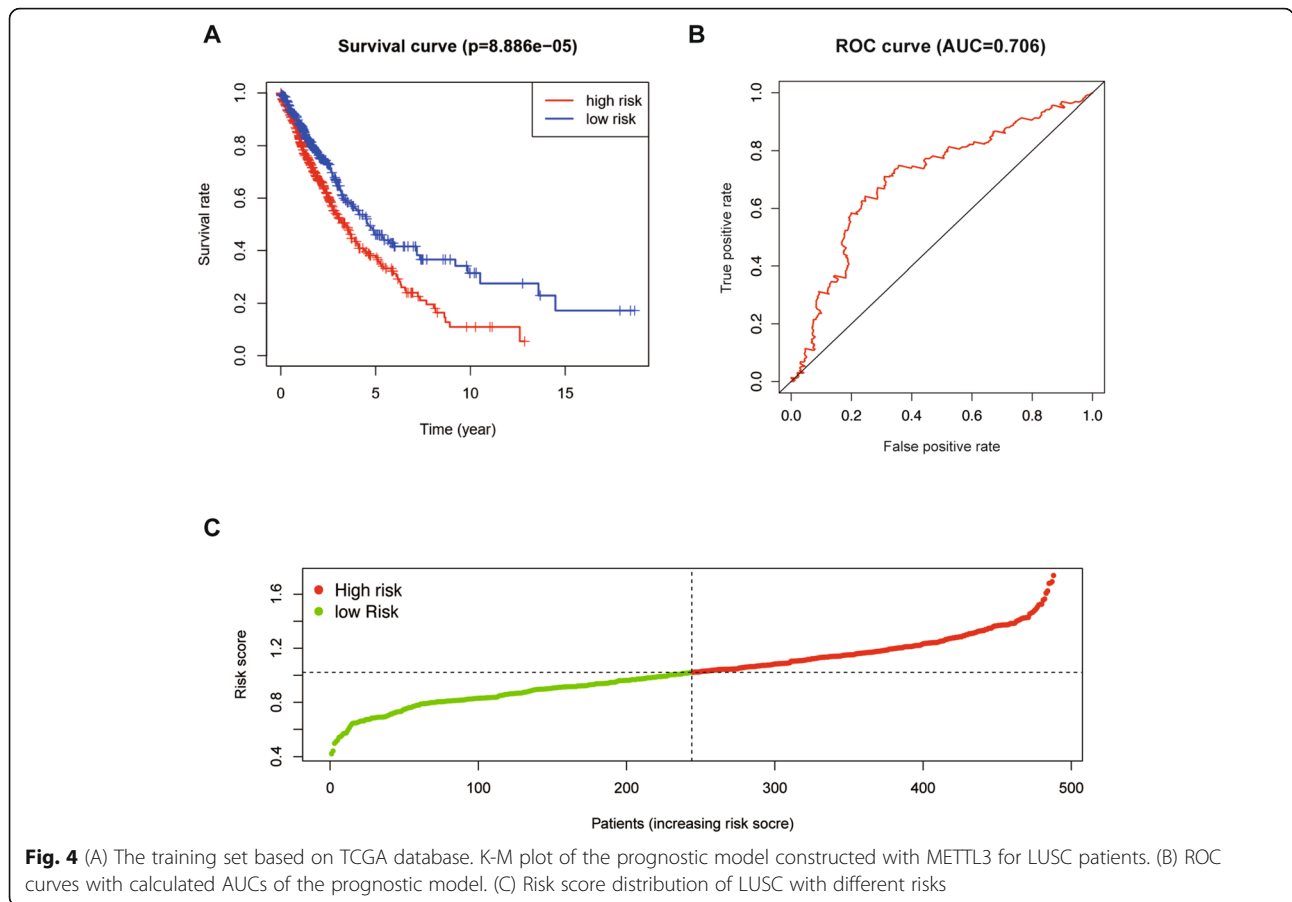 A
Survival curve (p=8.886e−05)
high risk
low risk
Survival rate
1.0
0.8
0.6
0.4
0.2
0.0
0
5
10
15
Time (year)
B
ROC curve (AUC=0.706)
True positive rate
1.0
0.8
0.6
0.4
0.2
0.0
0.0
0.2
0.4
0.6
0.8
1.0
False positive rate
C
High risk
low Risk
Risk score
1.6
1.2
0.8
0.4
0
100
200
300
400
500
Patients (increasing risk socre)
Fig. 4 (A) The training set based on TCGA database. K-M plot of the prognostic model constructed with METTL3 for LUSC patients. (B) ROC
curves with calculated AUCs of the prognostic model. (C) Risk score distribution of LUSC with different risks